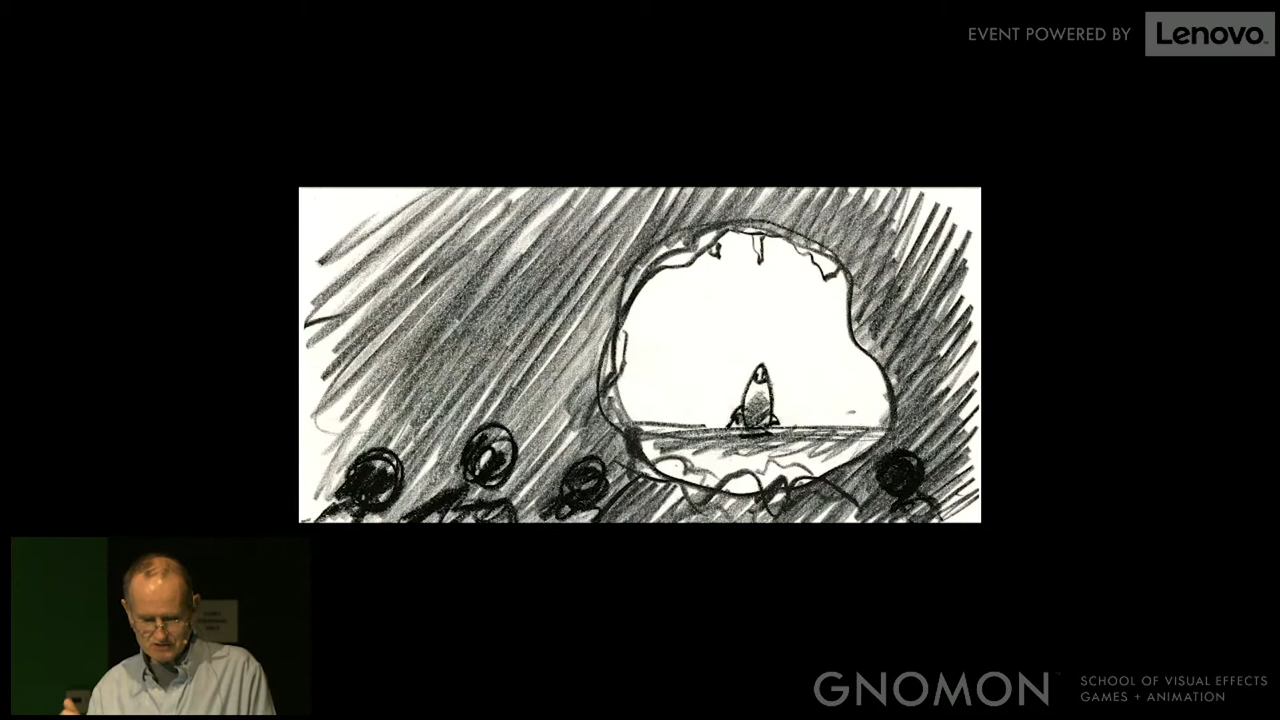 EVENT POWERED BY Lenovo
GNOMON
SCHOOL OF VISUAL EFFECTS
GAMES + ANIMATION